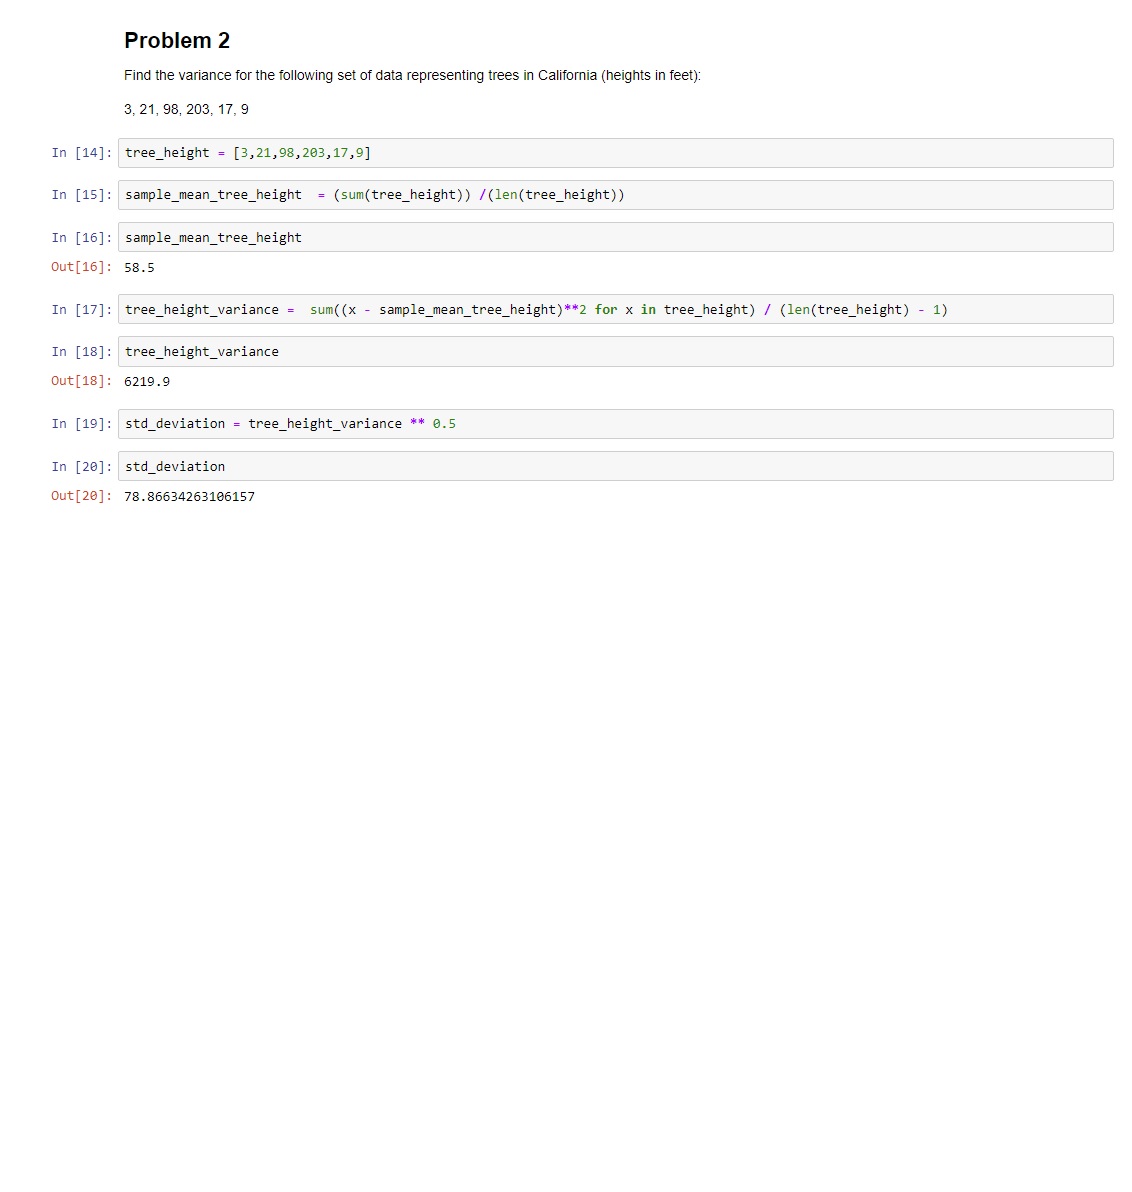 Problem 2
Find the variance for the following set of data representing trees in California (heights in feet):
3, 21, 98, 203, 17, 9
In [14]: tree_height = [3,21,98,203,17,9]
In [15]: sample_mean_tree_height  = (sum(tree_height)) /(len(tree_height))
In [16]: sample_mean_tree_height
Out[16]: 58.5
In [17]: tree_height_variance =  sum((x - sample_mean_tree_height)**2 for x in tree_height) / (len(tree_height) - 1)
In [18]: tree_height_variance
Out[18]: 6219.9
In [19]: std_deviation = tree_height_variance ** 0.5
In [20]: std_deviation
Out[20]: 78.86634263106157